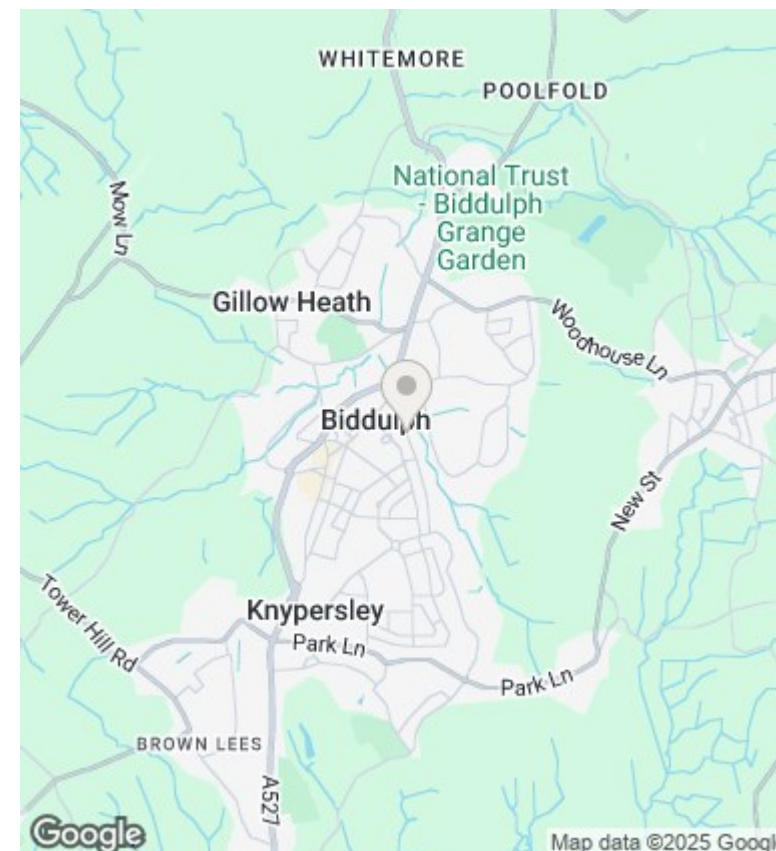 WHITEMORE
POOLFOLD
National Trust
- Biddulph
Grange
Garden
Mow Ln
Gillow Heath
Woodhouse Ln
Biddulph
New St
Tower Hill Rd
Knypersley
Park Ln
Park Ln
BROWN LEES
A527
Google
Map data ©2025 Googl